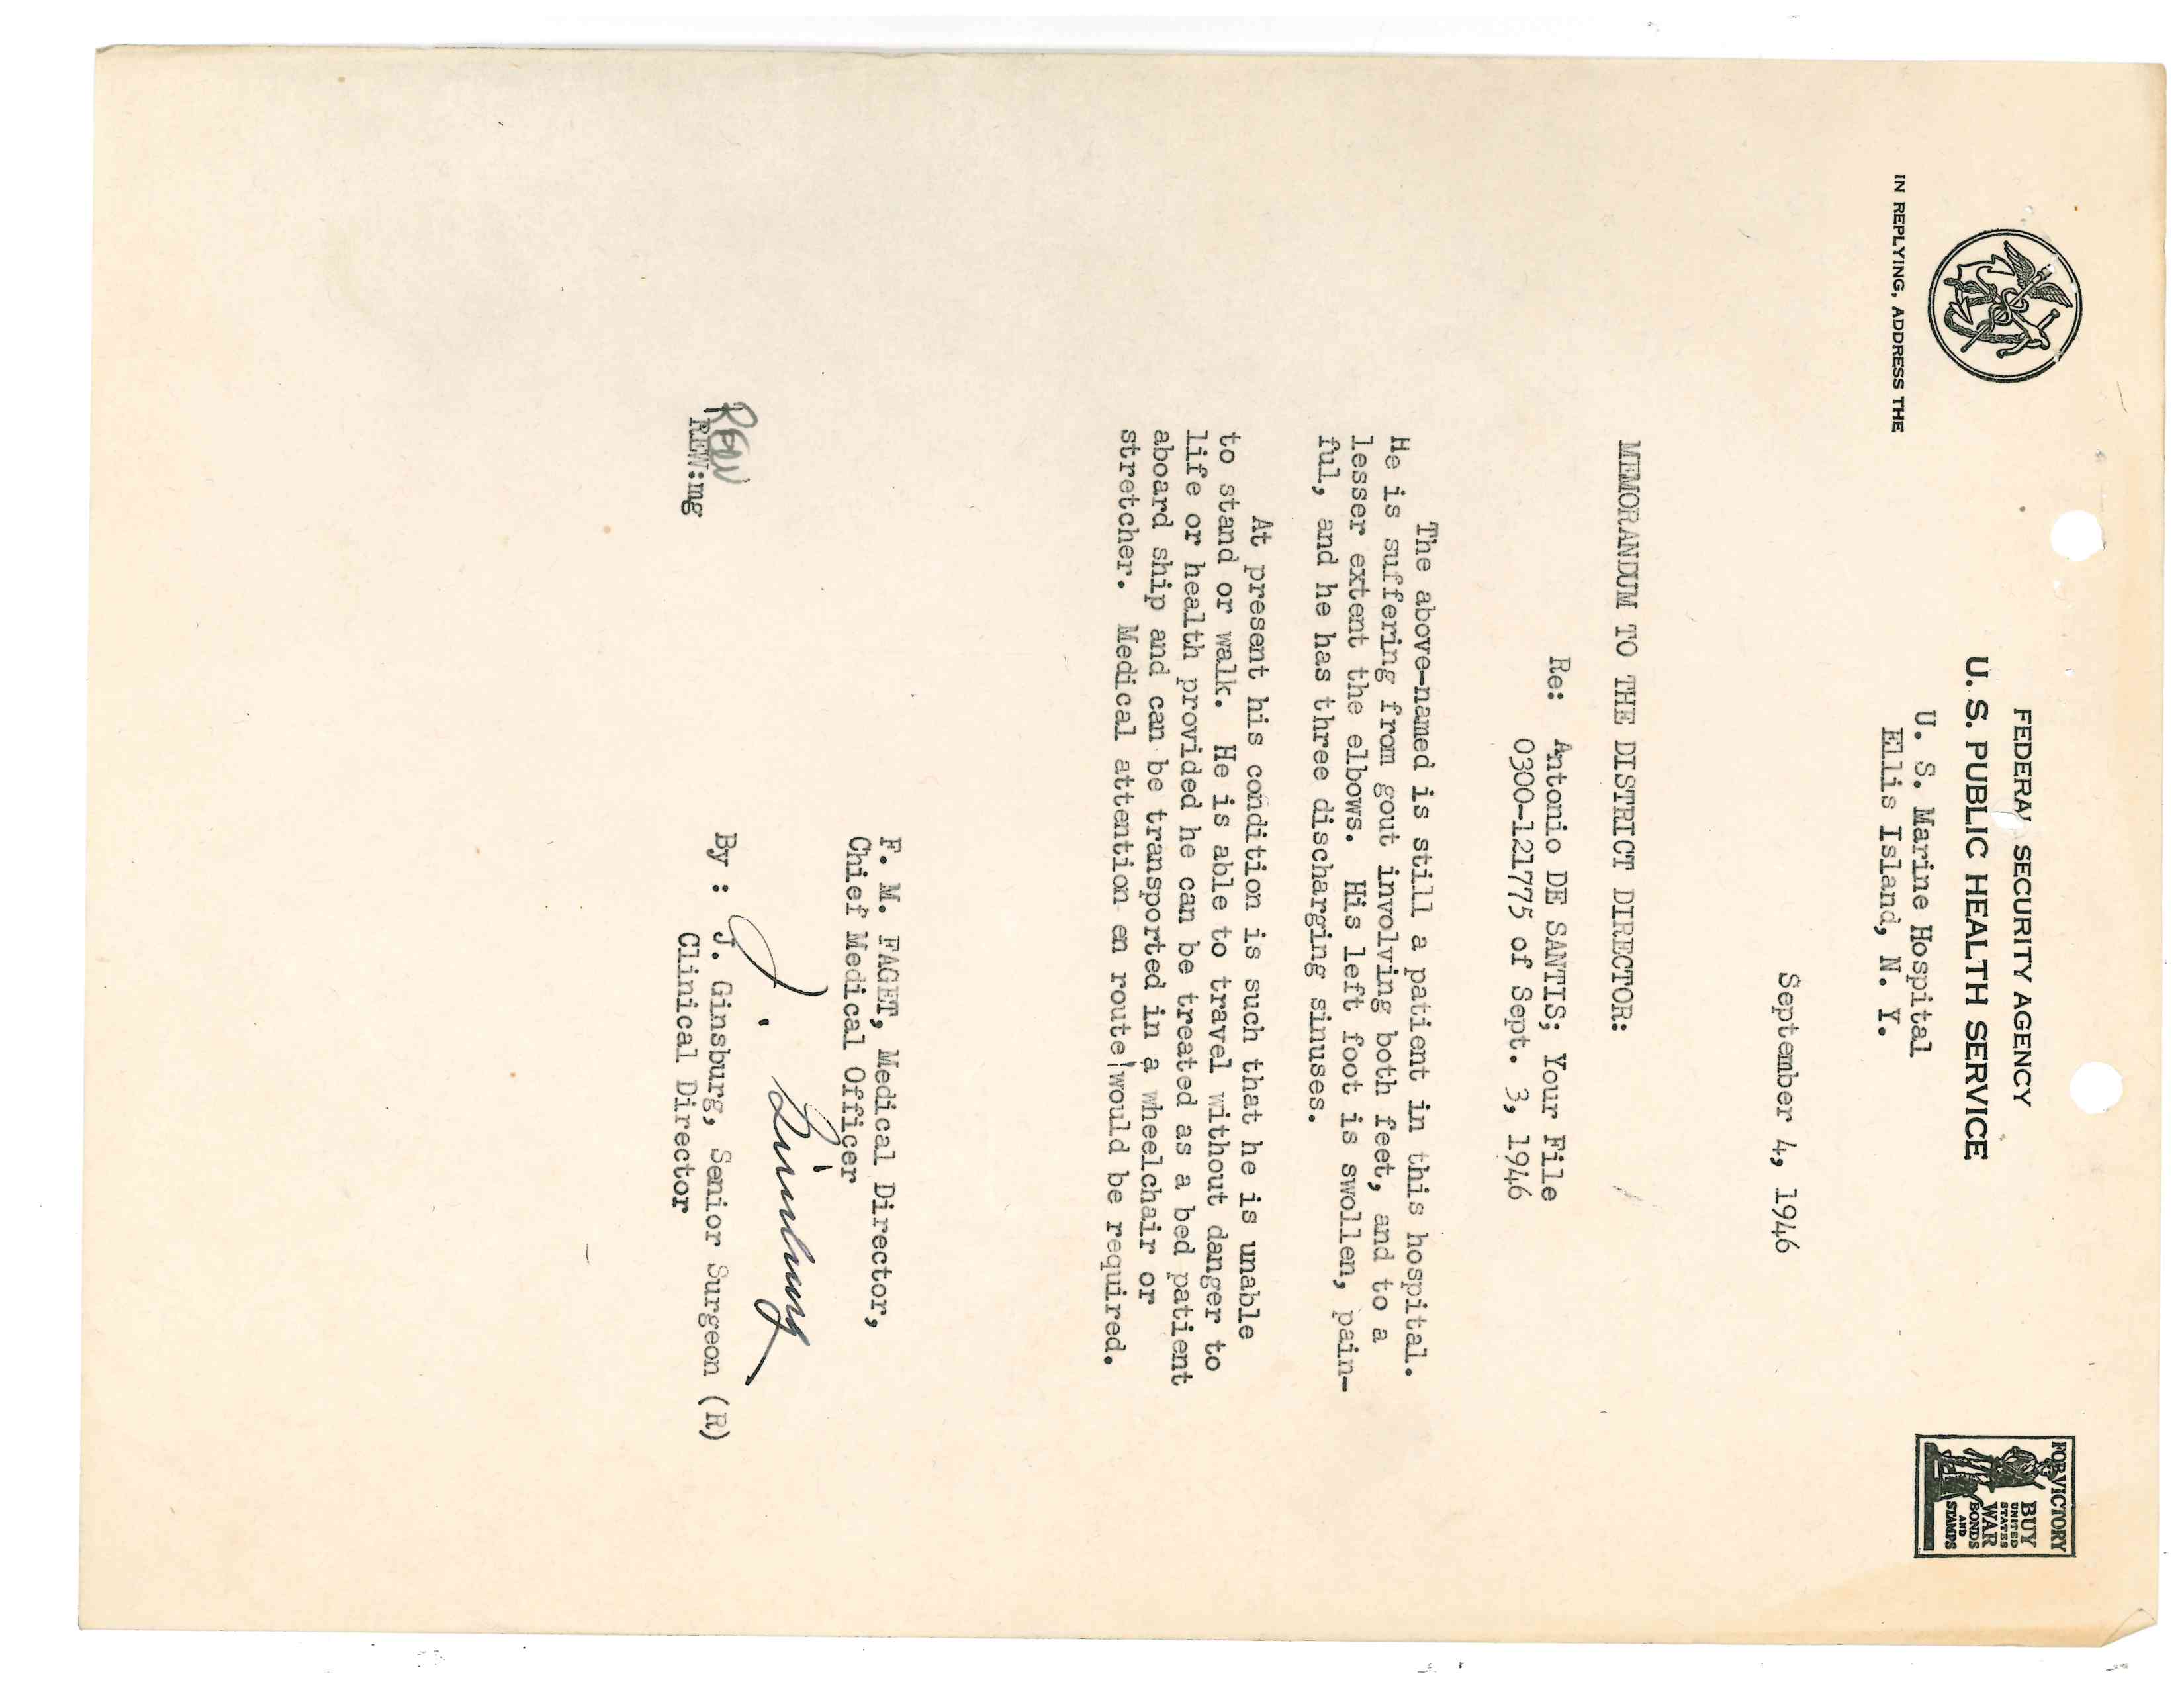 FOR VICTORY
BUY
UNITED
STATES
WAR
BONDS
AND
STAMPS
FEDERAL SECURITY AGENCY
U. S. PUBLIC HEALTH SERVICE
U. S. Marine Hospital
Ellis Island, N. Y.
IN REPLYING, ADDRESS THE
September 4, 1946
MEMORANDUM TO THE DISTRICT DIRECTOR:
Re: Antonio DE SANTIS; Your File
0300-121775 of Sept. 3, 1946
The above-named is still a patient in this hospital.
He is suffering from gout involving both feet, and to a
lesser extent the elbows. His left foot is swollen, pain-
ful, and he has three discharging sinuses.
At present his condition is such that he is unable
to stand or walk. He is able to travel without danger to
life or health provided he can be treated as a bed patient
aboard ship and can be transported in a wheelchair or
stretcher. Medical attention en route would be required.
F. M. FAGET, Medical Director,
Chief Medical Officer
J. Ginsburg
By : J. Ginsburg, Senior Surgeon (R)
Clinical Director
REW
REW:mg